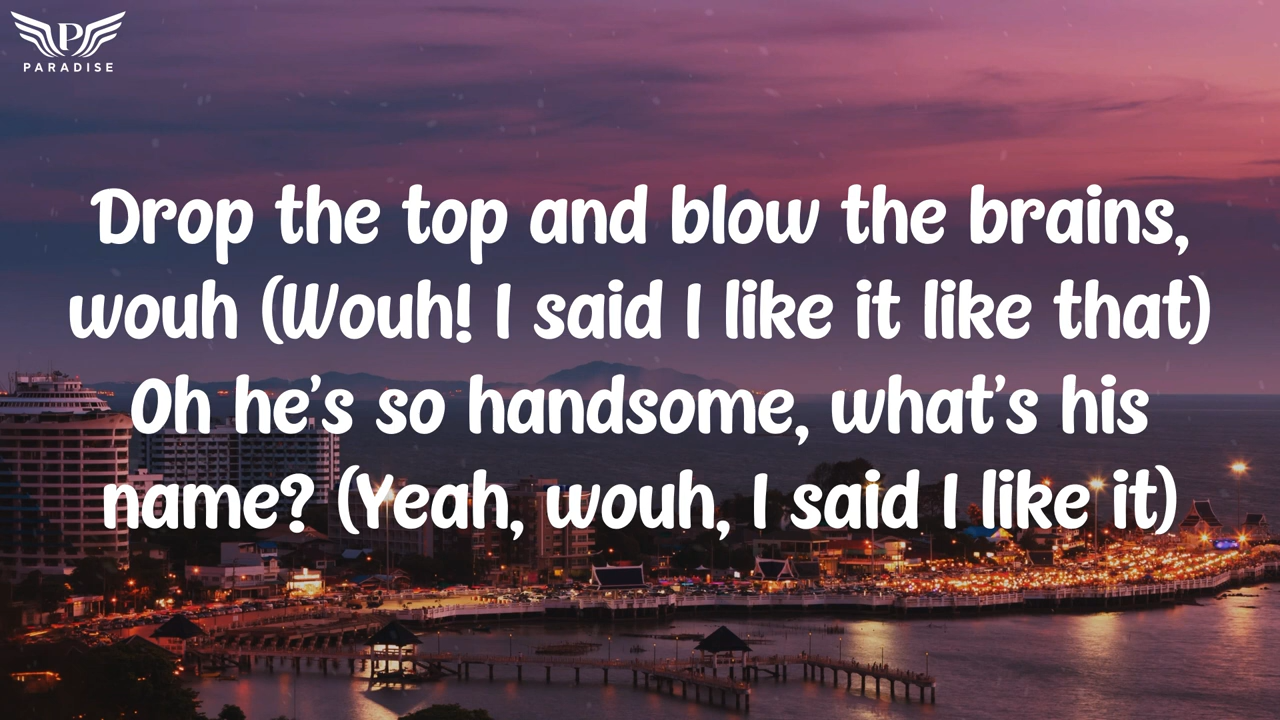 PARADISE
Drop the top and blow the brains,
wouh (Wouh! I said I like it like that)
Oh he's so handsome, what's his
name? (Yeah, wouh, I said I like it)